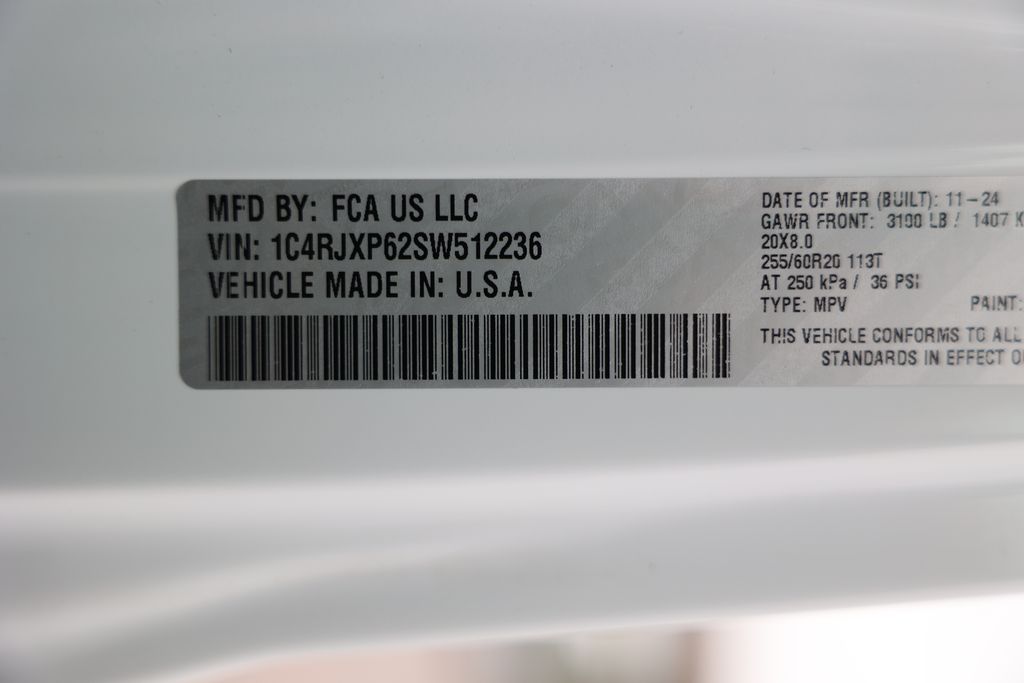 MFD BY: FCA US LLC
VIN: 1C4RJXP62SW512236
VEHICLE MADE IN: U.S.A.
DATE OF MFR (BUILT): 11-24
GAWR FRONT: 3100 LB / 1407 K
20X8.0
255/60R20 113T
AT 250 kPa / 36 PSI
TYPE: MPV PAINT:
THIS VEHICLE CONFORMS TO ALL
STANDARDS IN EFFECT O